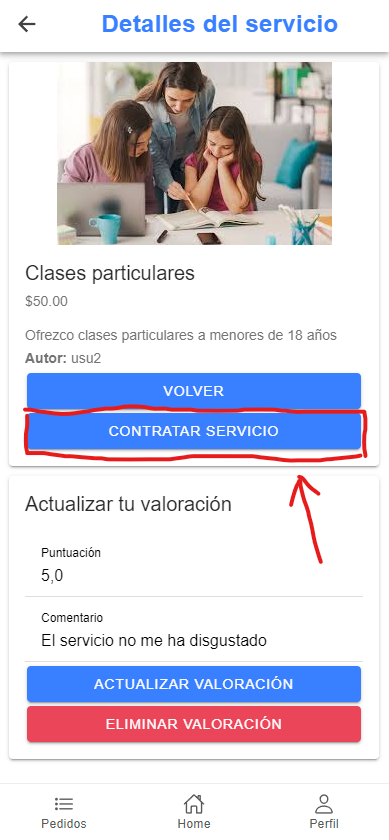 Detalles del servicio
Clases particulares
$50.00
Ofrezco clases particulares a menores de 18 años
Autor: usu2
VOLVER
CONTRATAR SERVICIO
Actualizar tu valoración
Puntuación
5,0
Comentario
El servicio no me ha disgustado
ACTUALIZAR VALORACIÓN
ELIMINAR VALORACIÓN
Pedidos
Home
Perfil